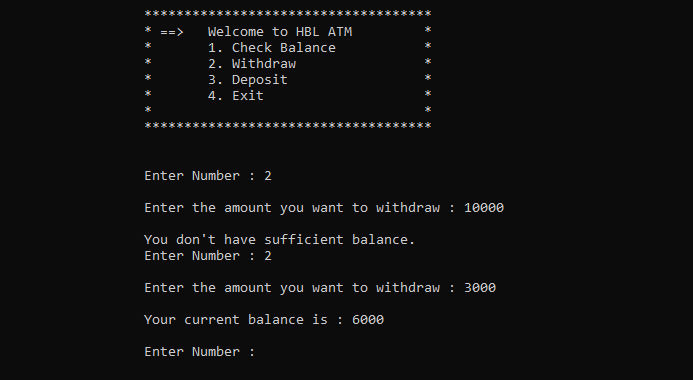 ************************************
* ==>   Welcome to HBL ATM         *
*       1. Check Balance           *
*       2. Withdraw                *
*       3. Deposit                 *
*       4. Exit                    *
*                                  *
************************************
Enter Number : 2
Enter the amount you want to withdraw : 10000
You don't have sufficient balance.
Enter Number : 2
Enter the amount you want to withdraw : 3000
Your current balance is : 6000
Enter Number :